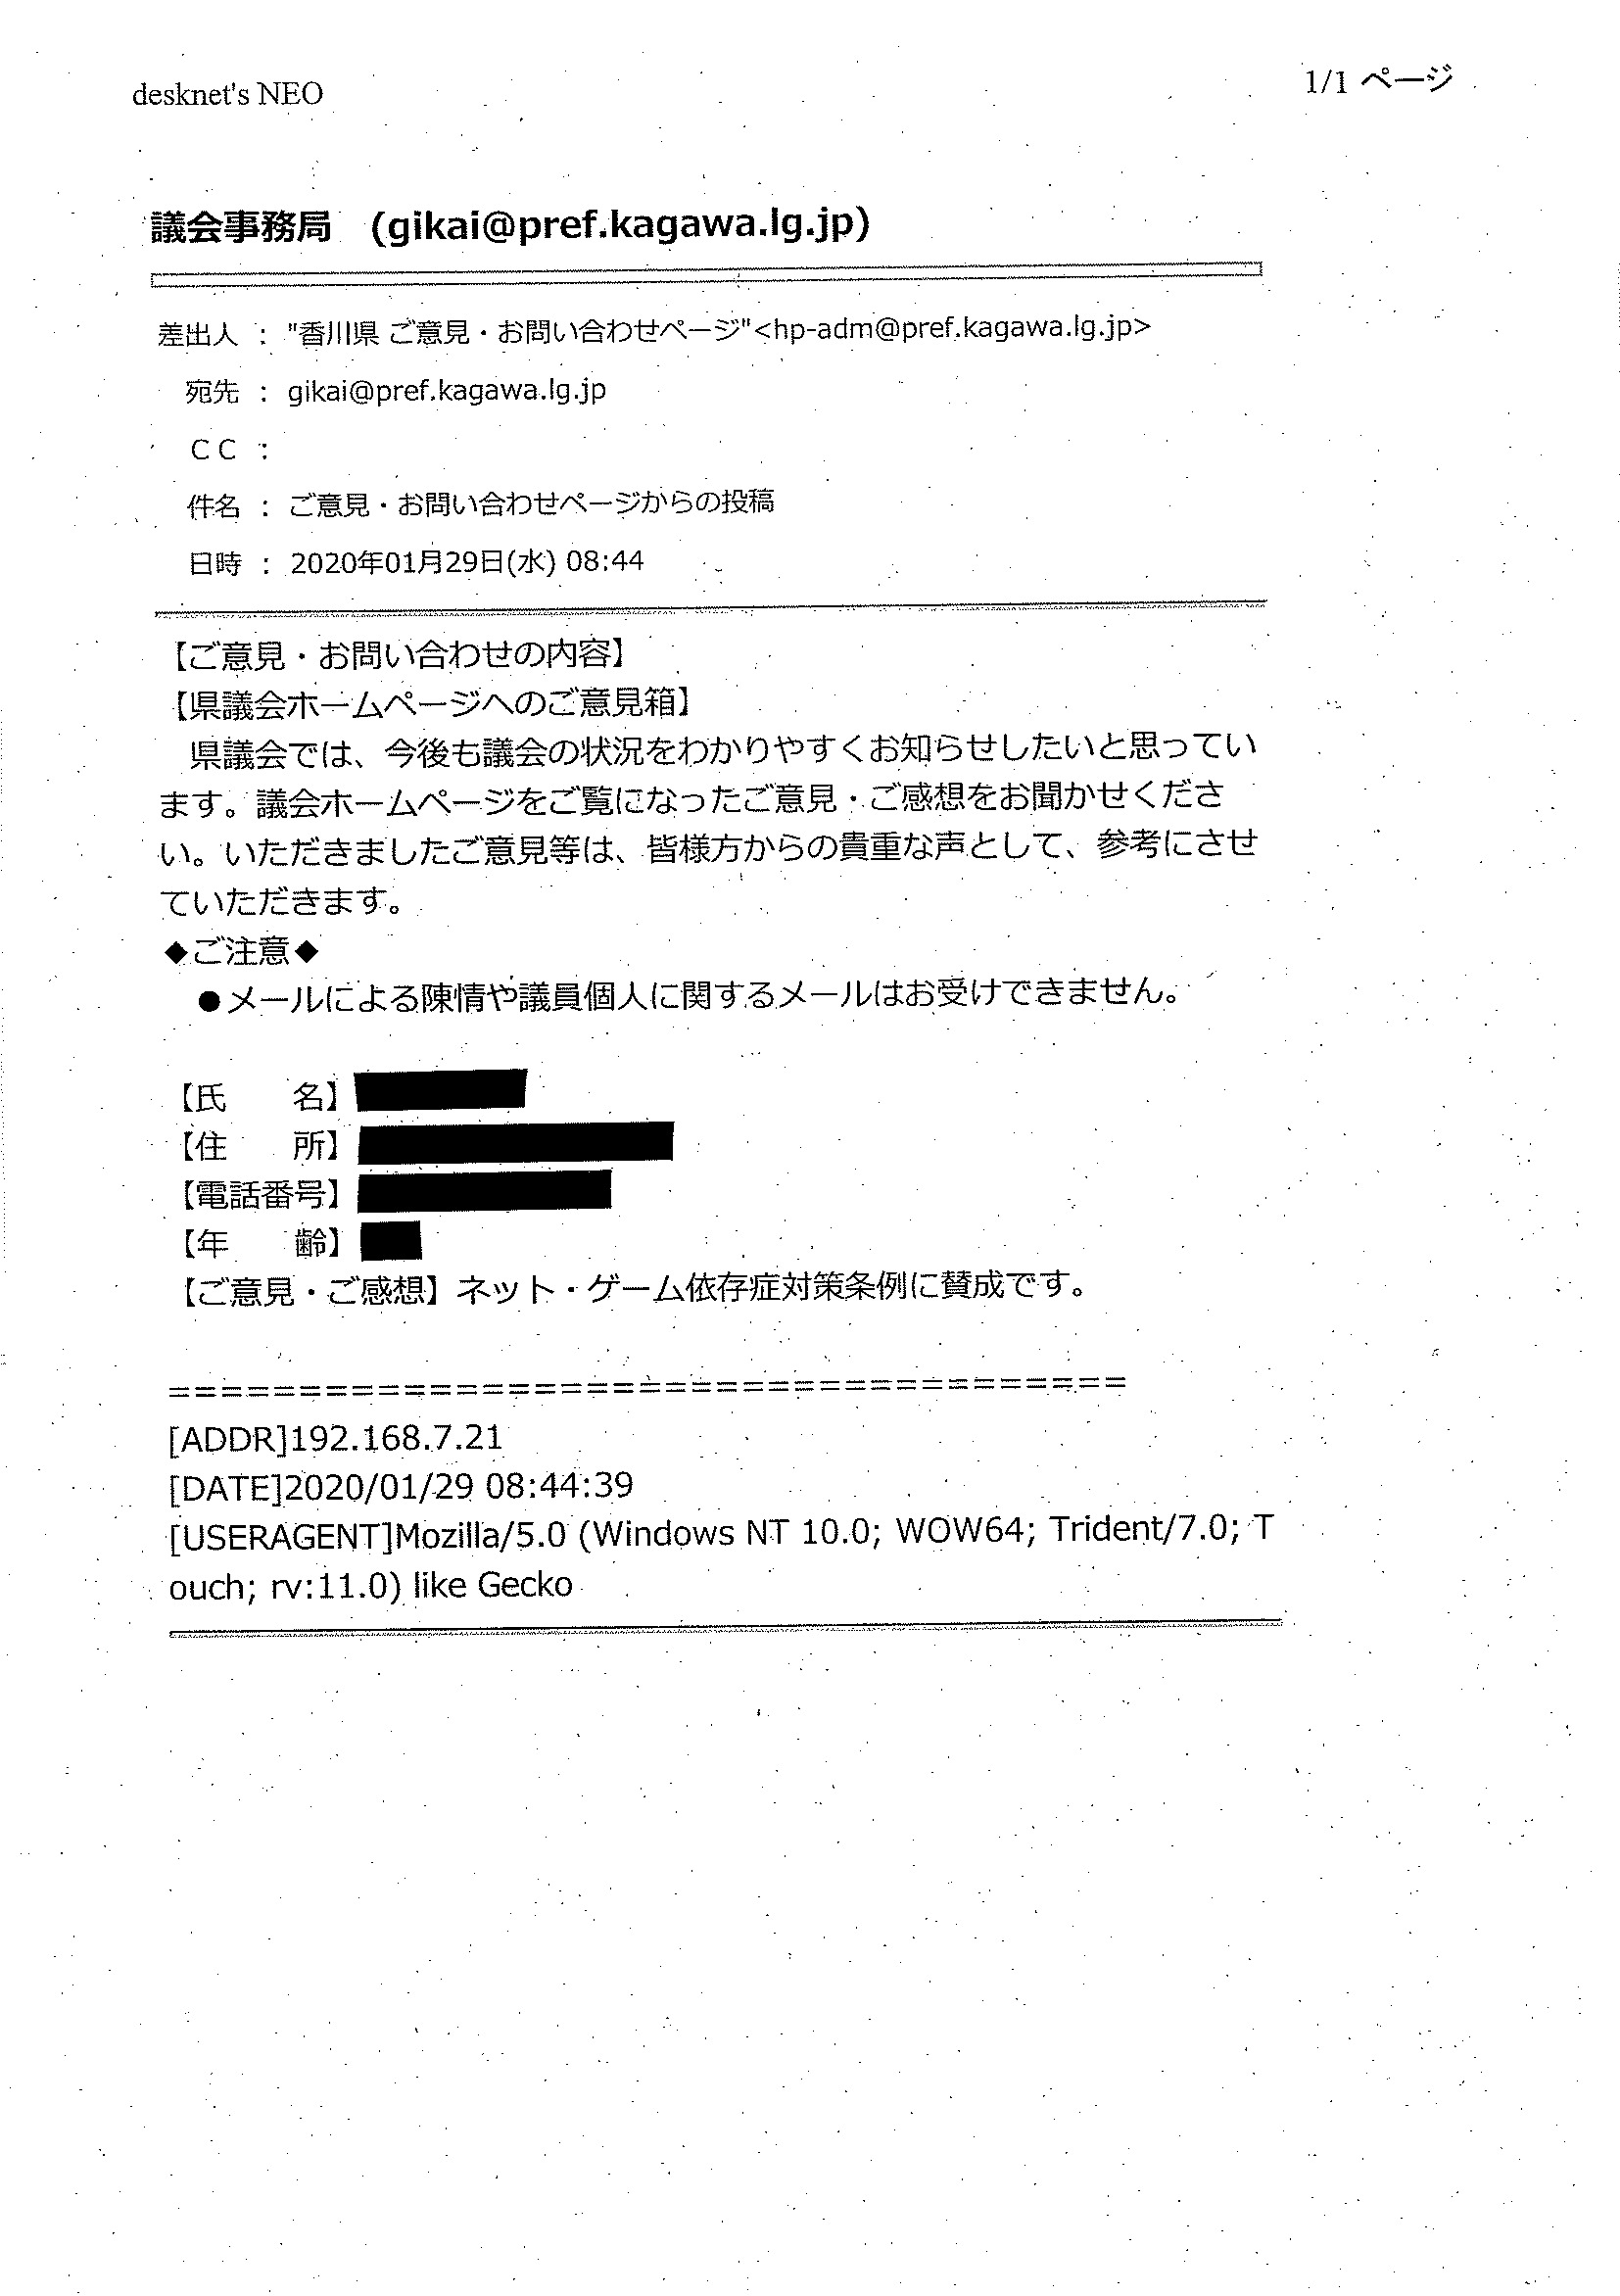 desknet's NEO
1/1 ページ
議会事務局　(gikai@pref.kagawa.lg.jp)
差出人 ： "香川県 ご意見・お問い合わせページ"<hp-adm@pref.kagawa.lg.jp>
宛先 ： gikai@pref.kagawa.lg.jp
ＣＣ ：
件名 ： ご意見・お問い合わせページからの投稿
日時 ： 2020年01月29日(水) 08:44
【ご意見・お問い合わせの内容】
【県議会ホームページへのご意見箱】
　県議会では、今後も議会の状況をわかりやすくお知らせしたいと思ってい
ます。議会ホームページをご覧になったご意見・ご感想をお聞かせくださ
い。いただきましたご意見等は、皆様方からの貴重な声として、参考にさせ
ていただきます。
◆ご注意◆
　●メールによる陳情や議員個人に関するメールはお受けできません。
【氏　　名】
【住　　所】
【電話番号】
【年　　齢】
【ご意見・ご感想】ネット・ゲーム依存症対策条例に賛成です。
=====================================
[ADDR]192.168.7.21
[DATE]2020/01/29 08:44:39
[USERAGENT]Mozilla/5.0 (Windows NT 10.0; WOW64; Trident/7.0; T
ouch; rv:11.0) like Gecko